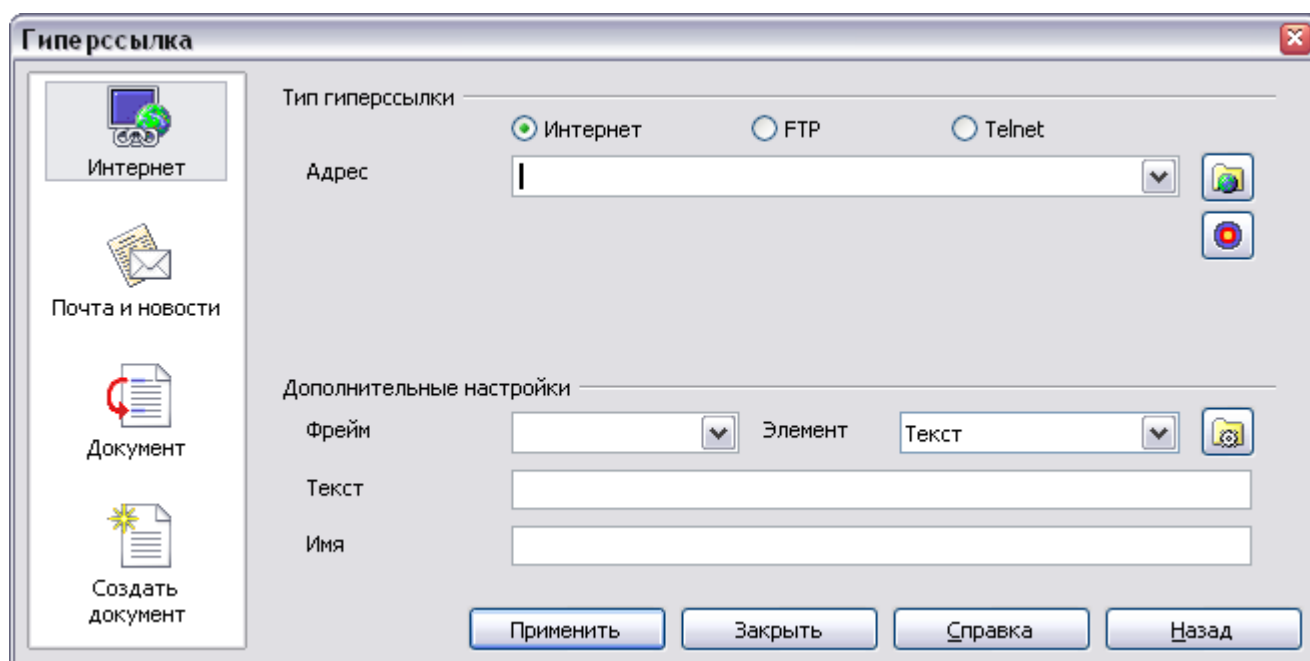 Гиперссылка
Интернет
Почта и новости
Документ
Создать
документ
Тип гиперссылки
Интернет
FTP
Telnet
Адрес
Дополнительные настройки
Фрейм
Элемент
Текст
Текст
Имя
Применить
Закрыть
Справка
Назад